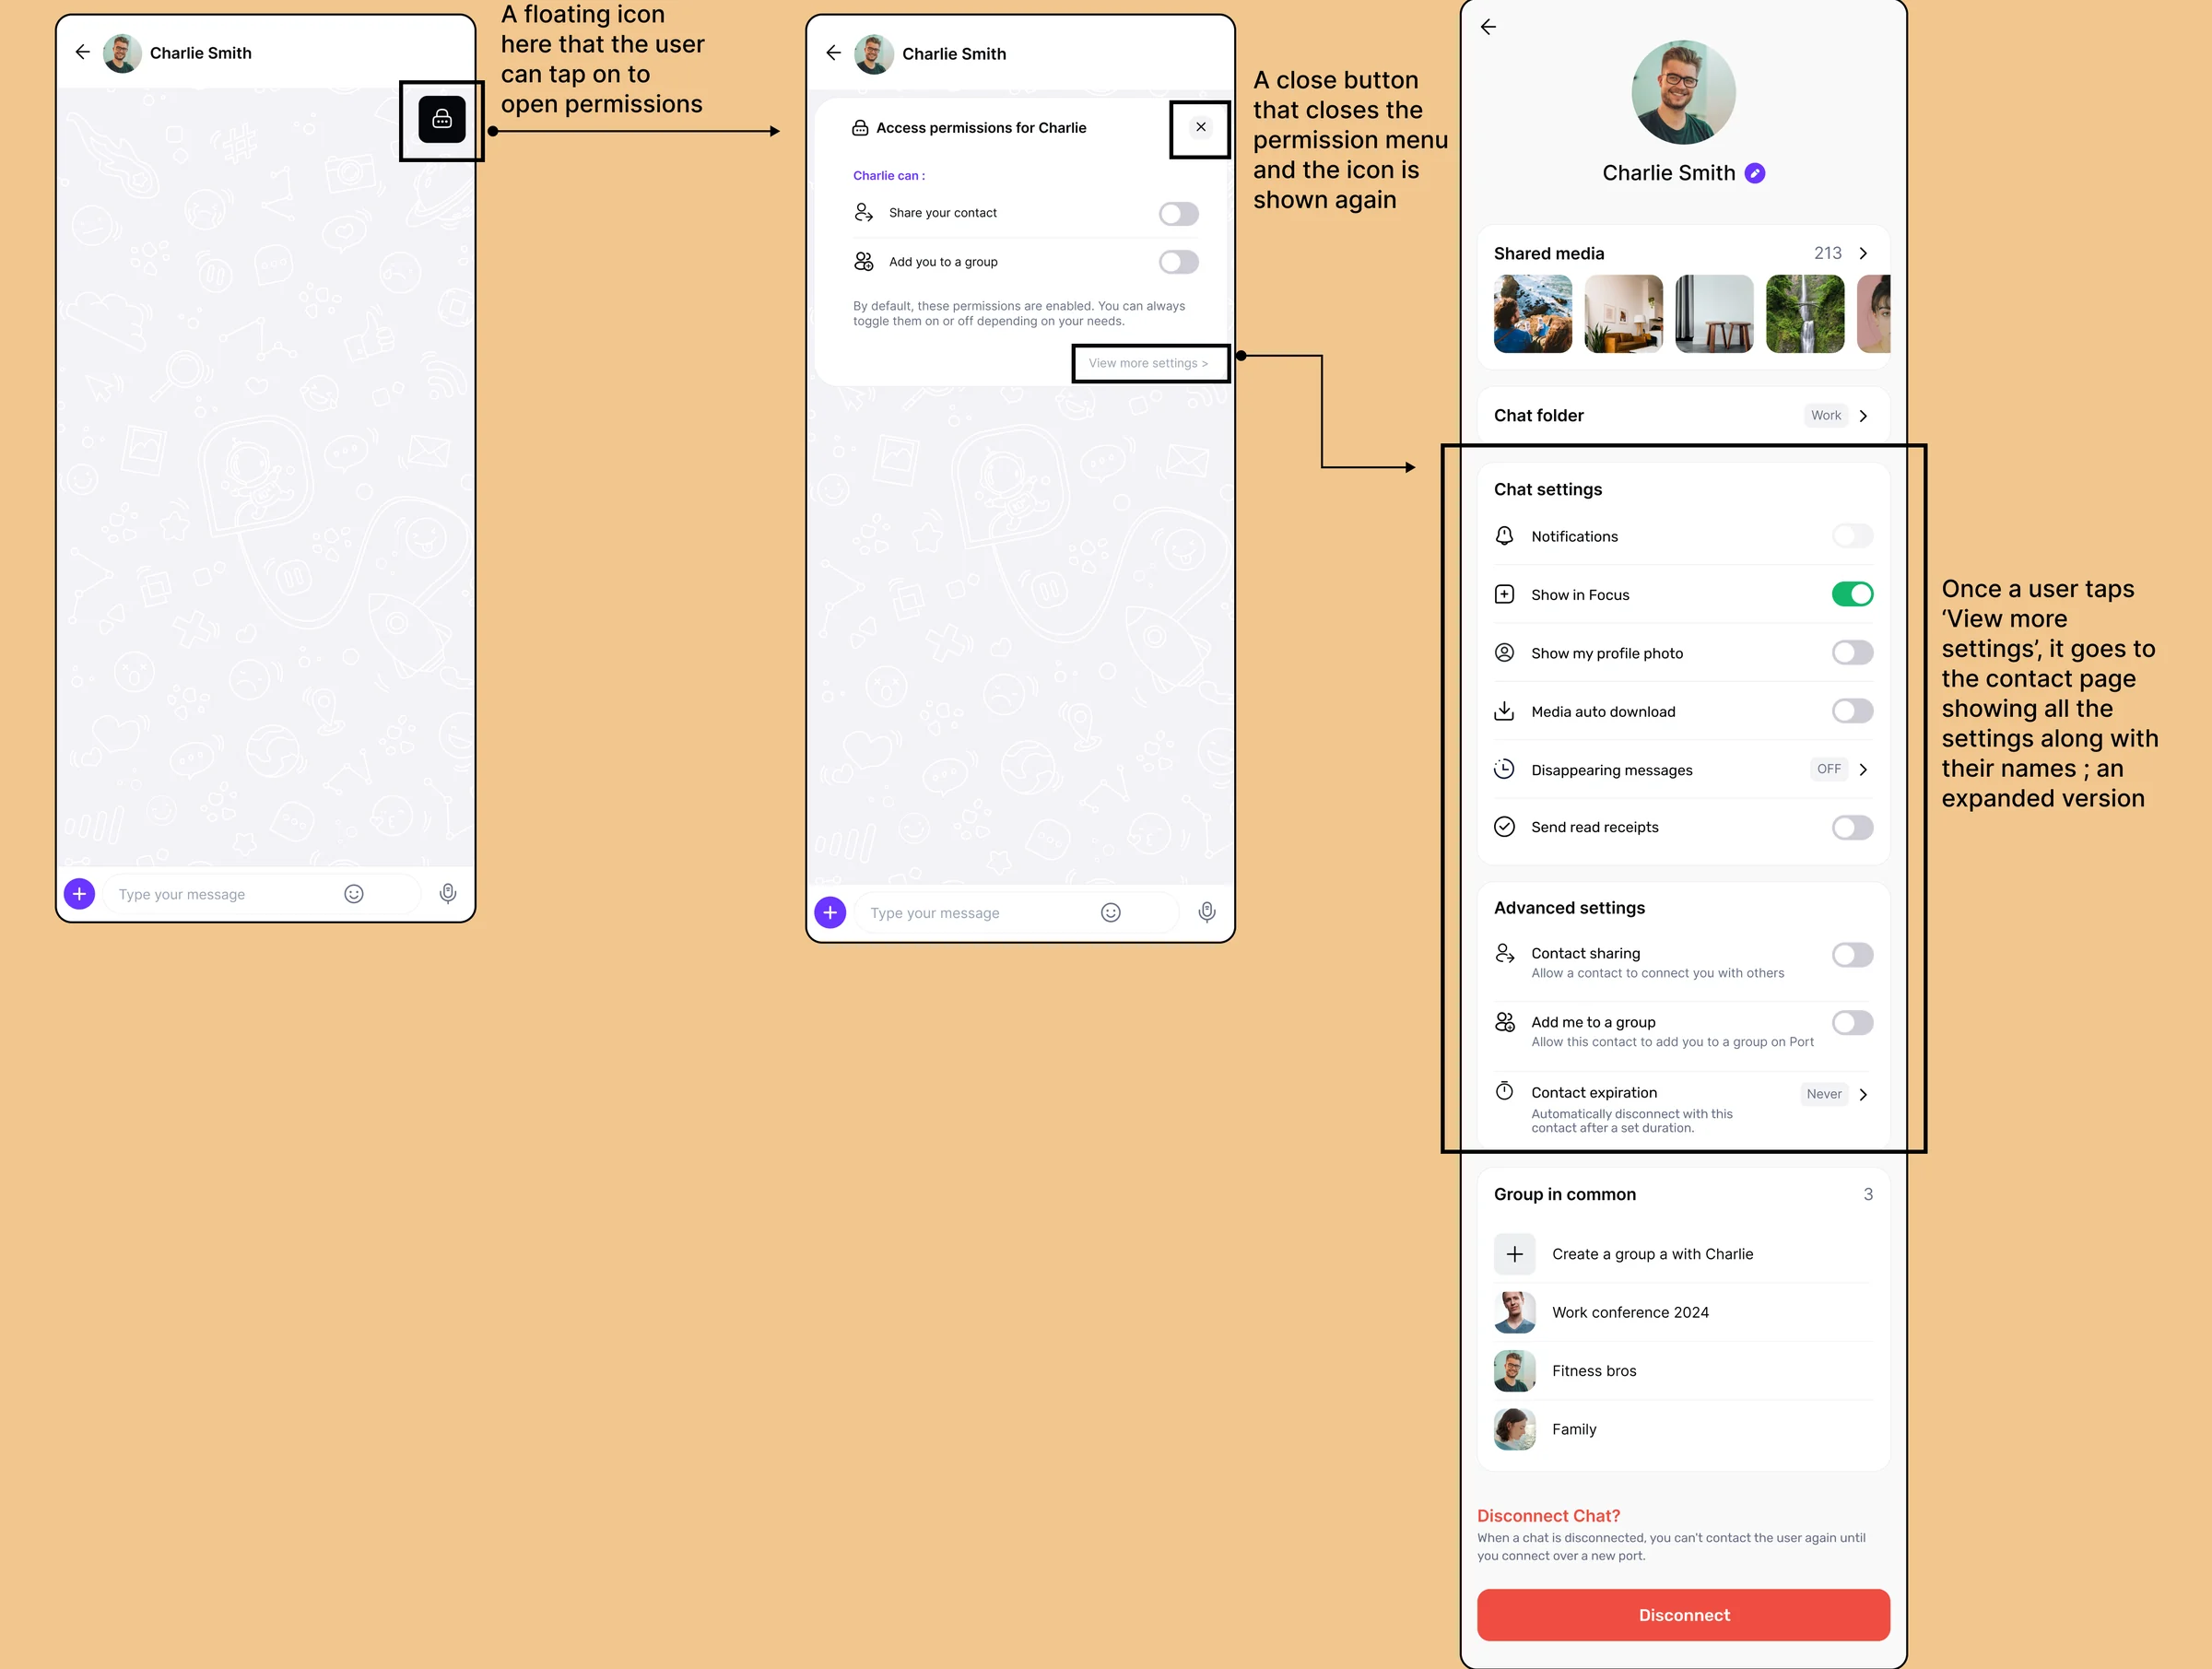 Charlie Smith
Type your message
A floating icon
here that the user
can tap on to
open permissions
Charlie Smith
Access permissions for Charlie
Charlie can :
Share your contact
Add you to a group
By default, these permissions are enabled. You can always
toggle them on or off depending on your needs.
View more settings >
Type your message
A close button
that closes the
permission menu
and the icon is
shown again
Charlie Smith
Shared media 213
Chat folder Work
Chat settings
Notifications
Show in Focus
Show my profile photo
Media auto download
Disappearing messages OFF
Send read receipts
Advanced settings
Contact sharing
Allow a contact to connect you with others
Add me to a group
Allow this contact to add you to a group on Port
Contact expiration Never
Automatically disconnect with this
contact after a set duration.
Group in common 3
Create a group a with Charlie
Work conference 2024
Fitness bros
Family
Disconnect Chat?
When a chat is disconnected, you can't contact the user again until
you connect over a new port.
Disconnect
Once a user taps
‘View more
settings’, it goes to
the contact page
showing all the
settings along with
their names ; an
expanded version